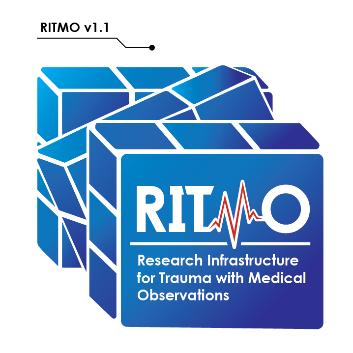 RITMO v1.1
RITMO
Research Infrastructure
for Trauma with Medical
Observations